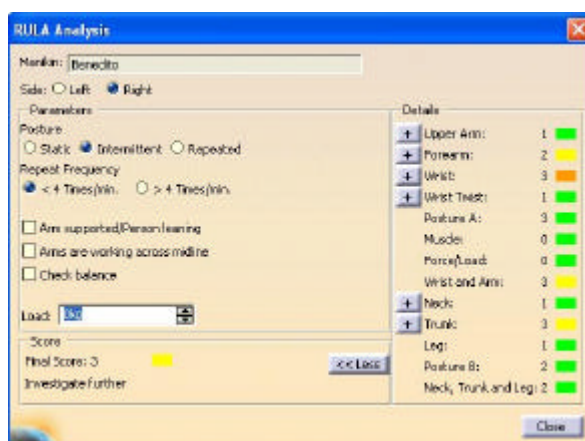 RULA Analysis
Manikin: Benedito
Side: Left Right
Parameters
Posture
Static Intermittent Repeated
Repeat Frequency
< 4 Times/min. > 4 Times/min.
Arm supported/Person leaning
Arms are working across midline
Check balance
Load: 0kg
Score
Final Score: 3
<< Less
Investigate further
Details
+ Upper Arm: 1
+ Forearm: 2
+ Wrist: 3
+ Wrist Twist: 1
Posture A: 3
Muscle: 0
Force/Load: 0
Wrist and Arm: 3
+ Neck: 1
+ Trunk: 3
Leg: 1
Posture B: 2
Neck, Trunk and Leg: 2
Close